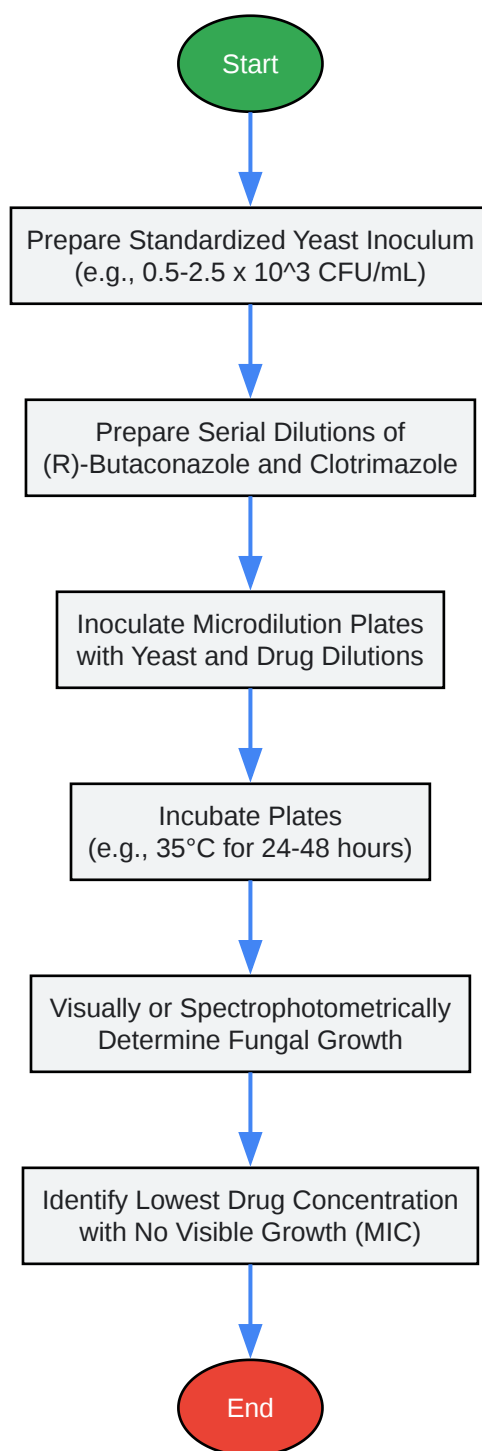 Start
Prepare Standardized Yeast Inoculum
(e.g., 0.5-2.5 x 10^3 CFU/mL)
Prepare Serial Dilutions of
(R)-Butaconazole and Clotrimazole
Inoculate Microdilution Plates
with Yeast and Drug Dilutions
Incubate Plates
(e.g., 35°C for 24-48 hours)
Visually or Spectrophotometrically
Determine Fungal Growth
Identify Lowest Drug Concentration
with No Visible Growth (MIC)
End